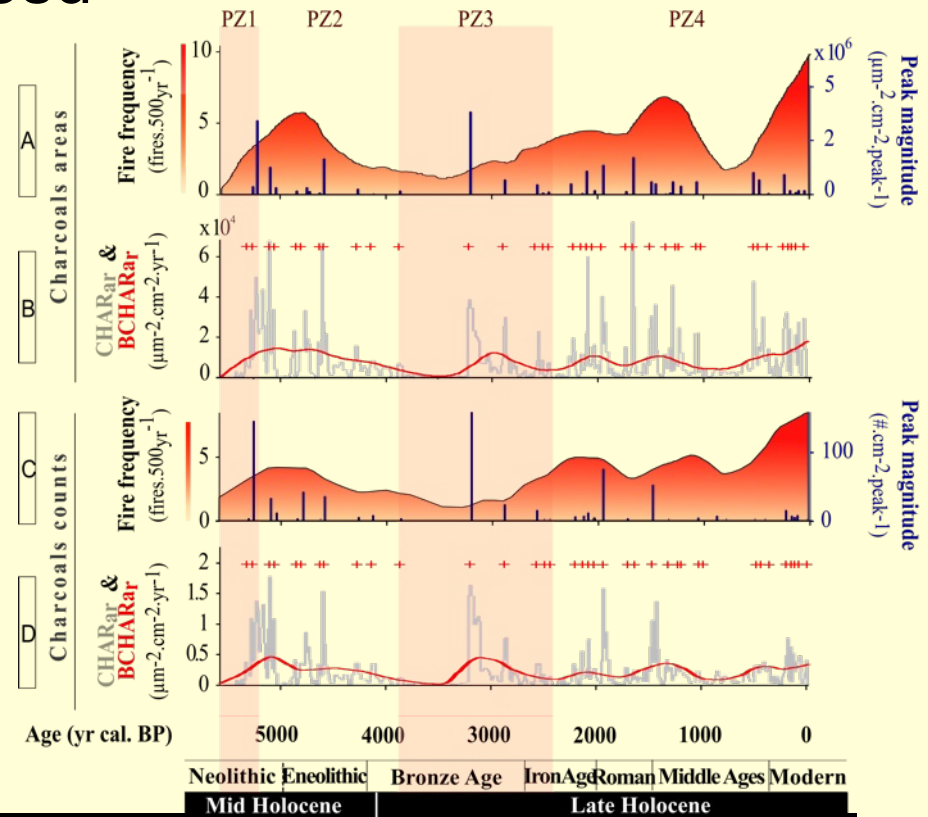 PZ1 PZ2 PZ3 PZ4
A
Charcoals areas
Fire frequency
(fires.500yr-1)
10
5
0
x10^6
5
2
0
Peak magnitude
(µm-2.cm-2.peak-1)
B
CHARar &
BCHARar
(µm-2.cm-2.yr-1)
x10^4
6
4
2
0
C
Charcoals counts
Fire frequency
(fires.500yr-1)
5
0
100
0
Peak magnitude
(#.cm-2.peak-1)
D
CHARar &
BCHARar
(µm-2.cm-2.yr-1)
2
1.5
1
0.5
0
Age (yr cal. BP) 5000 4000 3000 2000 1000 0
Neolithic Eneolithic Bronze Age IronAge Roman Middle Ages Modern
Mid Holocene Late Holocene